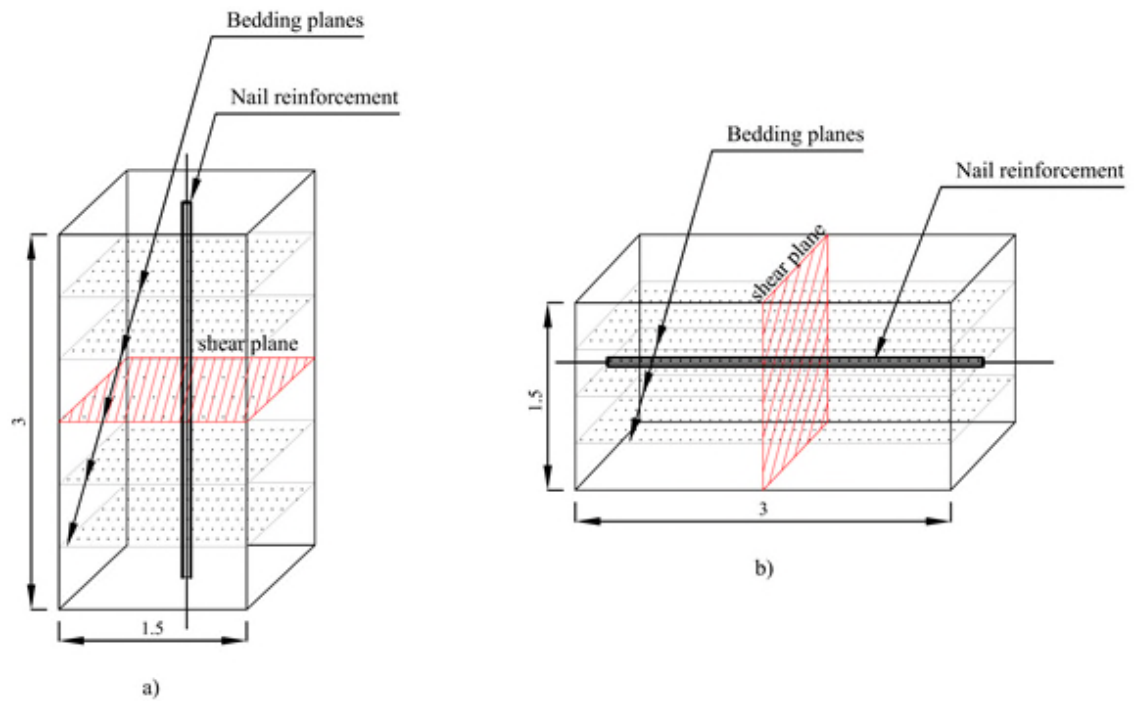 Bedding planes
Nail reinforcement
shear plane
3
1.5
a)
Bedding planes
Nail reinforcement
shear plane
1.5
3
b)